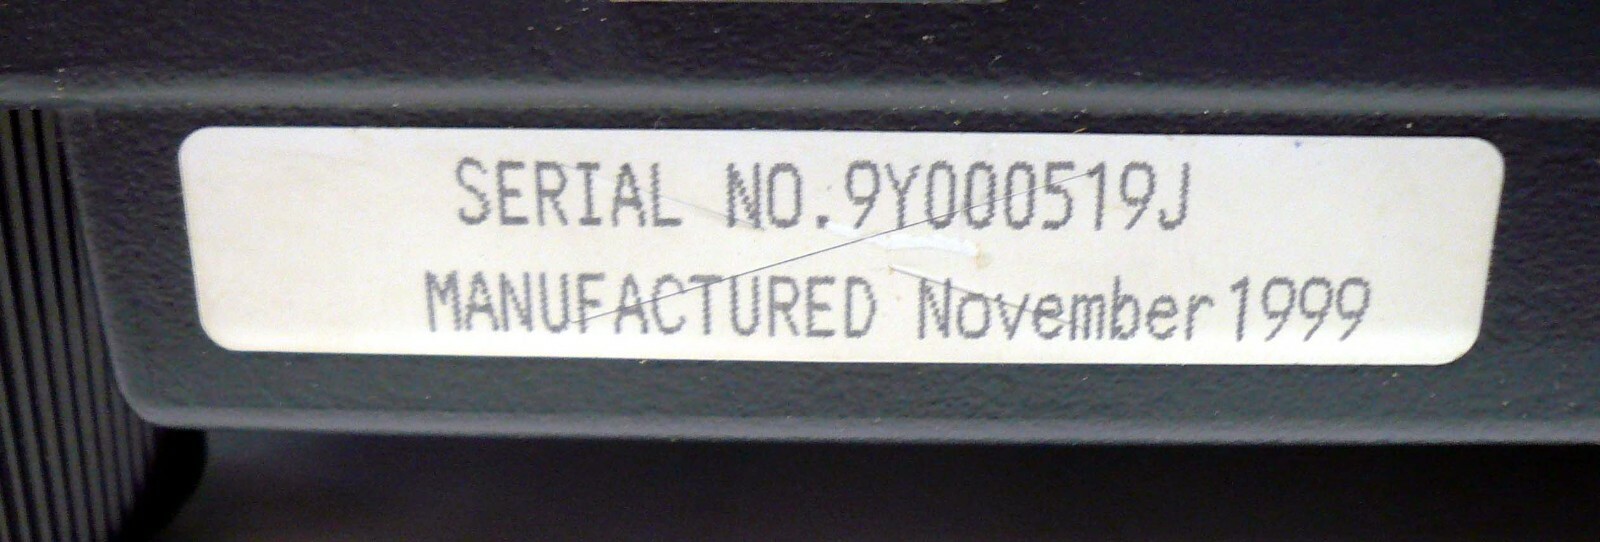 SERIAL NO.9Y000519J
MANUFACTURED November 1999